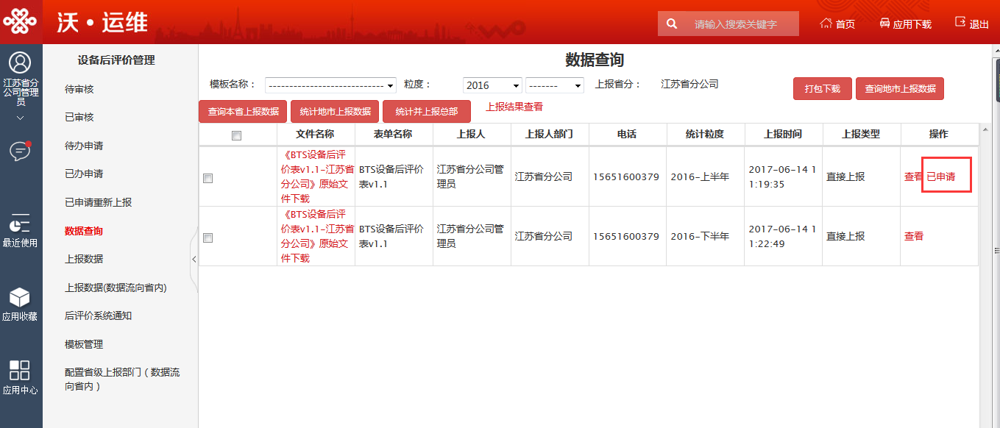 沃·运维
请输入搜索关键字
首页
应用下载
退出
江苏省分
公司管理
员
最近使用
应用收藏
应用中心
设备后评价管理
待审核
已审核
待办申请
已办申请
已申请重新上报
数据查询
上报数据
上报数据(数据流向省内)
后评价系统通知
模板管理
配置省级上报部门（数据流
向省内）
数据查询
模板名称： ------------------------------ 粒度： 2016 ------- 上报省分： 江苏省分公司
打包下载 查询地市上报数据
查询本省上报数据 统计地市上报数据 统计并上报总部 上报结果查看
文件名称 表单名称 上报人 上报人部门 电话 统计粒度 上报时间 上报类型 操作
《BTS设备后评
价表v1.1-江苏省
分公司》原始文
件下载
BTS设备后评价
表v1.1
江苏省分公司管
理员
江苏省分公司
15651600379
2016-上半年
2017-06-14 1
1:19:35
直接上报
查看 已申请
《BTS设备后评
价表v1.1-江苏省
分公司》原始文
件下载
BTS设备后评价
表v1.1
江苏省分公司管
理员
江苏省分公司
15651600379
2016-下半年
2017-06-14 1
1:22:49
直接上报
查看